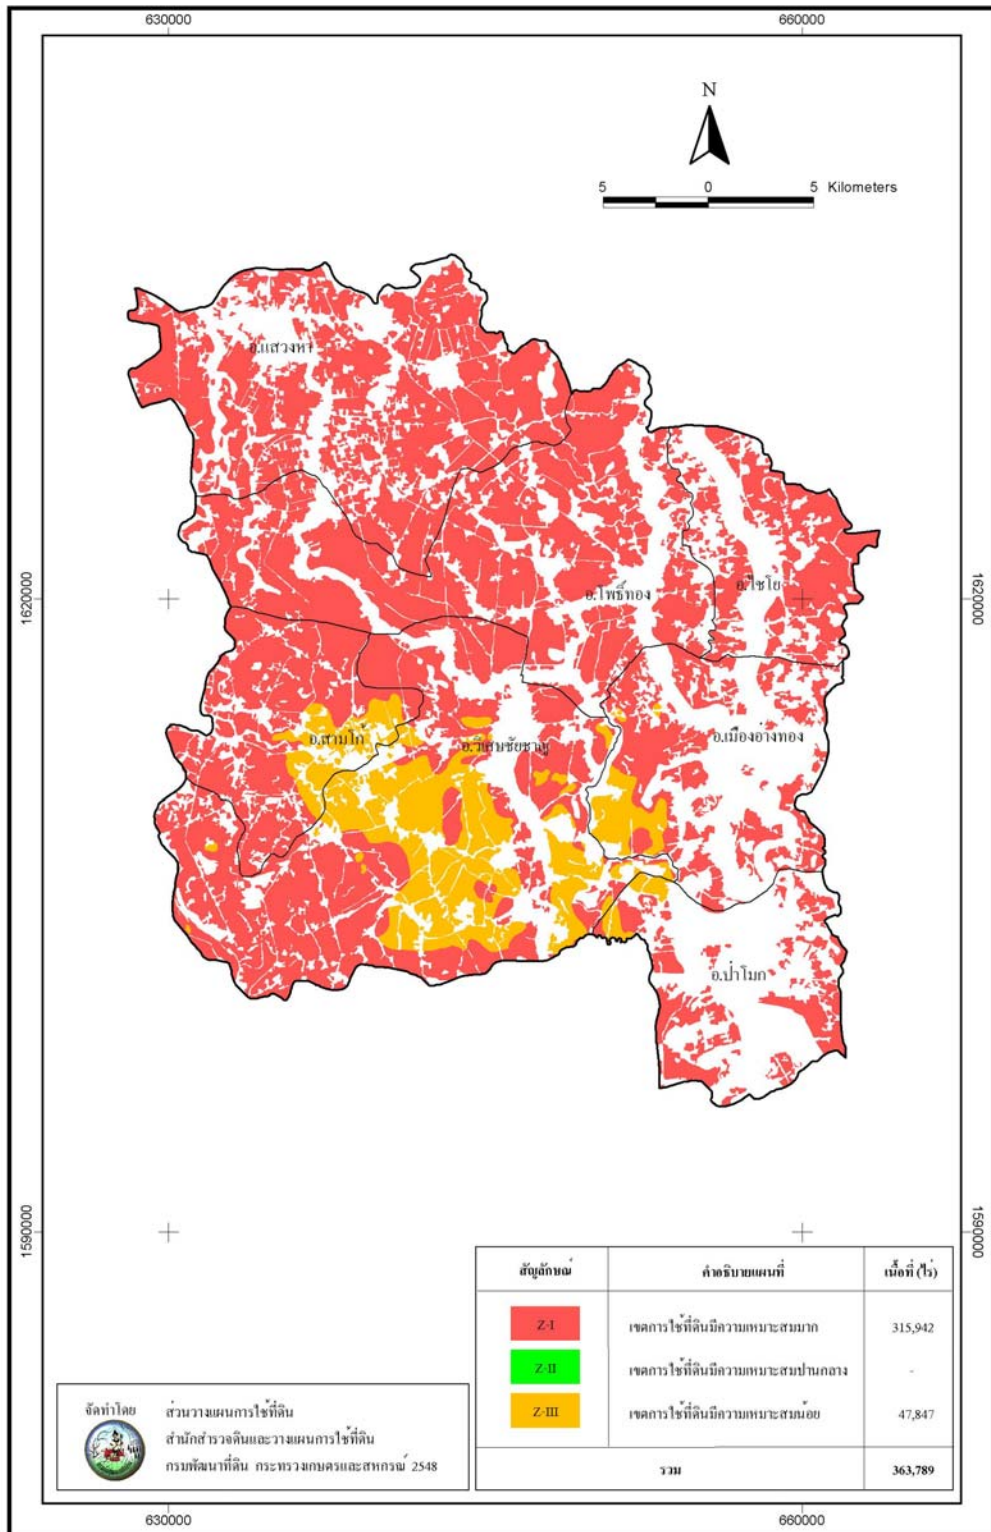 630000
660000
N
5 0 5 Kilometers
อ.แสวงหา
1620000
1620000
อ.โพธิ์ทอง
อ.ไชโย
อ.สามโก้
อ.วิเศษชัยชาญ
อ.เมืองอ่างทอง
อ.ป่าโมก
1590000
1590000
สัญลักษณ์ คำอธิบายแผนที่ เนื้อที่ (ไร่)
Z-I เขตการใช้ที่ดินมีความเหมาะสมมาก 315,942
Z-II เขตการใช้ที่ดินมีความเหมาะสมปานกลาง -
Z-III เขตการใช้ที่ดินมีความเหมาะสมน้อย 47,847
รวม 363,789
จัดทำโดย ส่วนวางแผนการใช้ที่ดิน
สำนักสำรวจดินและวางแผนการใช้ที่ดิน
กรมพัฒนาที่ดิน กระทรวงเกษตรและสหกรณ์ 2548
630000
660000